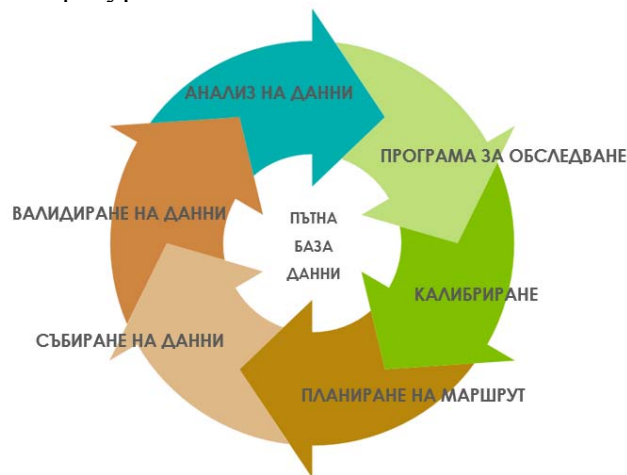 АНАЛИЗ НА ДАННИ
ПРОГРАМА ЗА ОБСЛЕДВАНЕ
ВАЛИДИРАНЕ НА ДАННИ
ПЪТНА
БАЗА
ДАННИ
КАЛИБРИРАНЕ
СЪБИРАНЕ НА ДАННИ
ПЛАНИРАНЕ НА МАРШРУТ